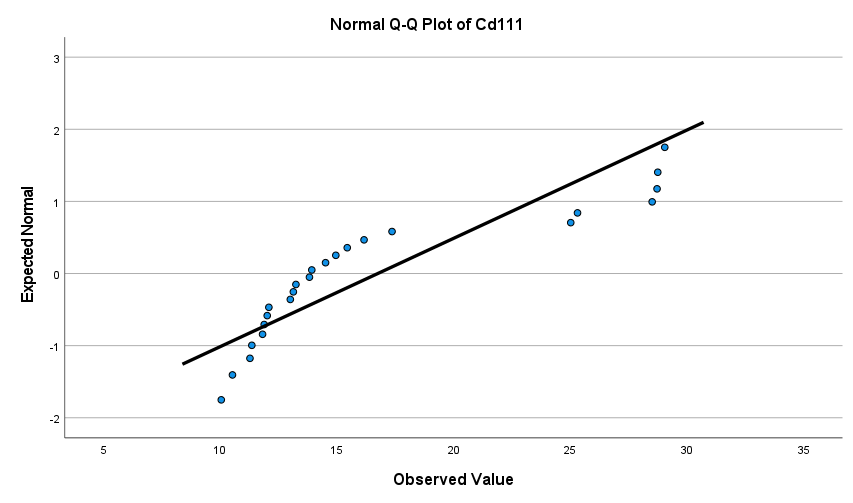 Normal Q-Q Plot of Cd111
3
2
1
0
-1
-2
Expected Normal
5 10 15 20 25 30 35
Observed Value